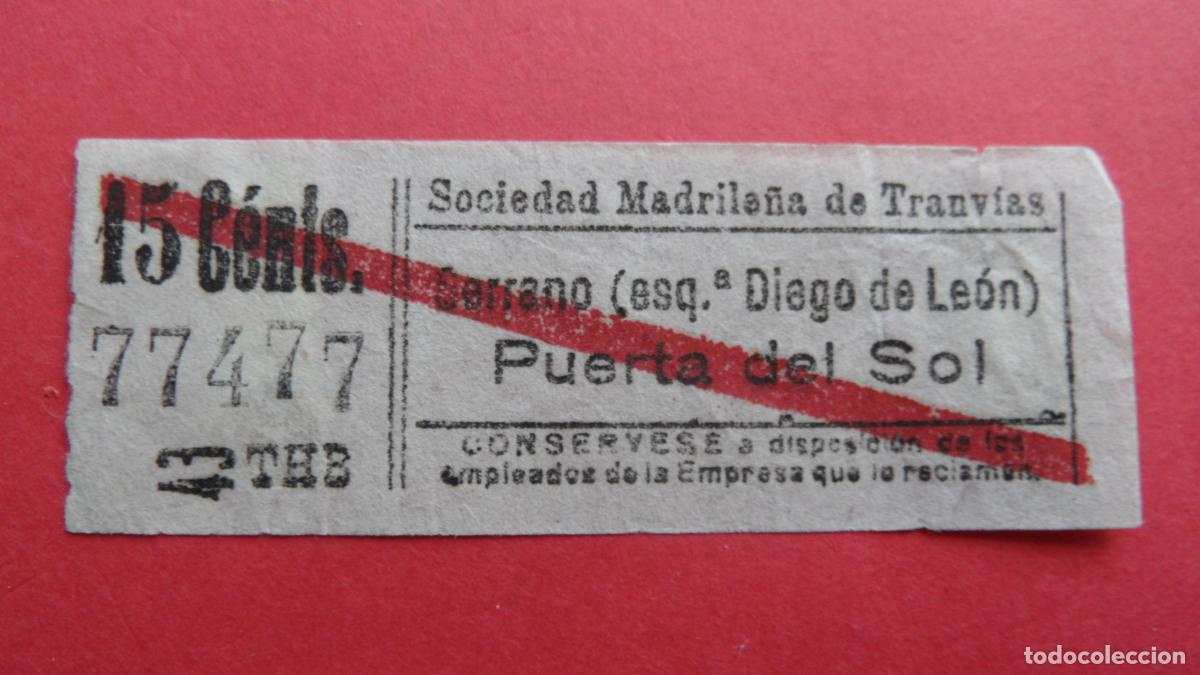 15 Cénts.
77477
43 THB
Sociedad Madrileña de Tranvías
Serrano (esq.ª Diego de León)
Puerta del Sol
CONSERVESE a disposición de los
empleados de la Empresa que lo reclamen.
todocoleccion